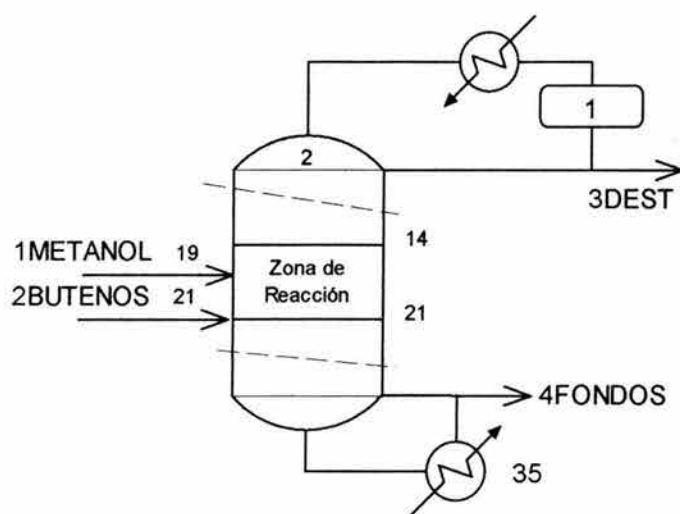 2
1
3DEST
14
1METANOL 19
Zona de
Reacción
2BUTENOS 21
21
4FONDOS
35